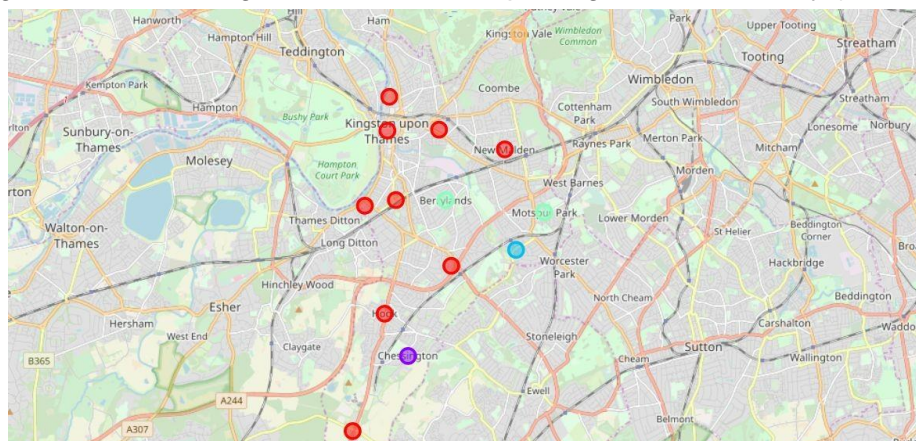 Hanworth
Ham
Kingston Vale
Wimbledon
Common
Park
Upper Tooting
Hampton Hill
Teddington
Tooting
Streatham
Kempton Park
Hampton
Coombe
Wimbledon
Cottenham
Park
South Wimbledon
Streatham
Sunbury-on-
Thames
Bushy Park
Kingston upon
Thames
Molesey
Hampton
Court Park
New Malden
Raynes Park
Merton Park
Lonesome
Norbury
Mitcham
Morden
West Barnes
Berrylands
Motspur Park
Lower Morden
Thames Ditton
Long Ditton
Walton-on-
Thames
St Helier
Beddington
Corner
Hackbridge
Worcester
Park
Hinchley Wood
Esher
Hersham
West End
Hook
North Cheam
Beddington
Carshalton
Claygate
Chessington
Stoneleigh
Cheam
Sutton
Wallington
B365
A244
A307
Ewell
Belmont